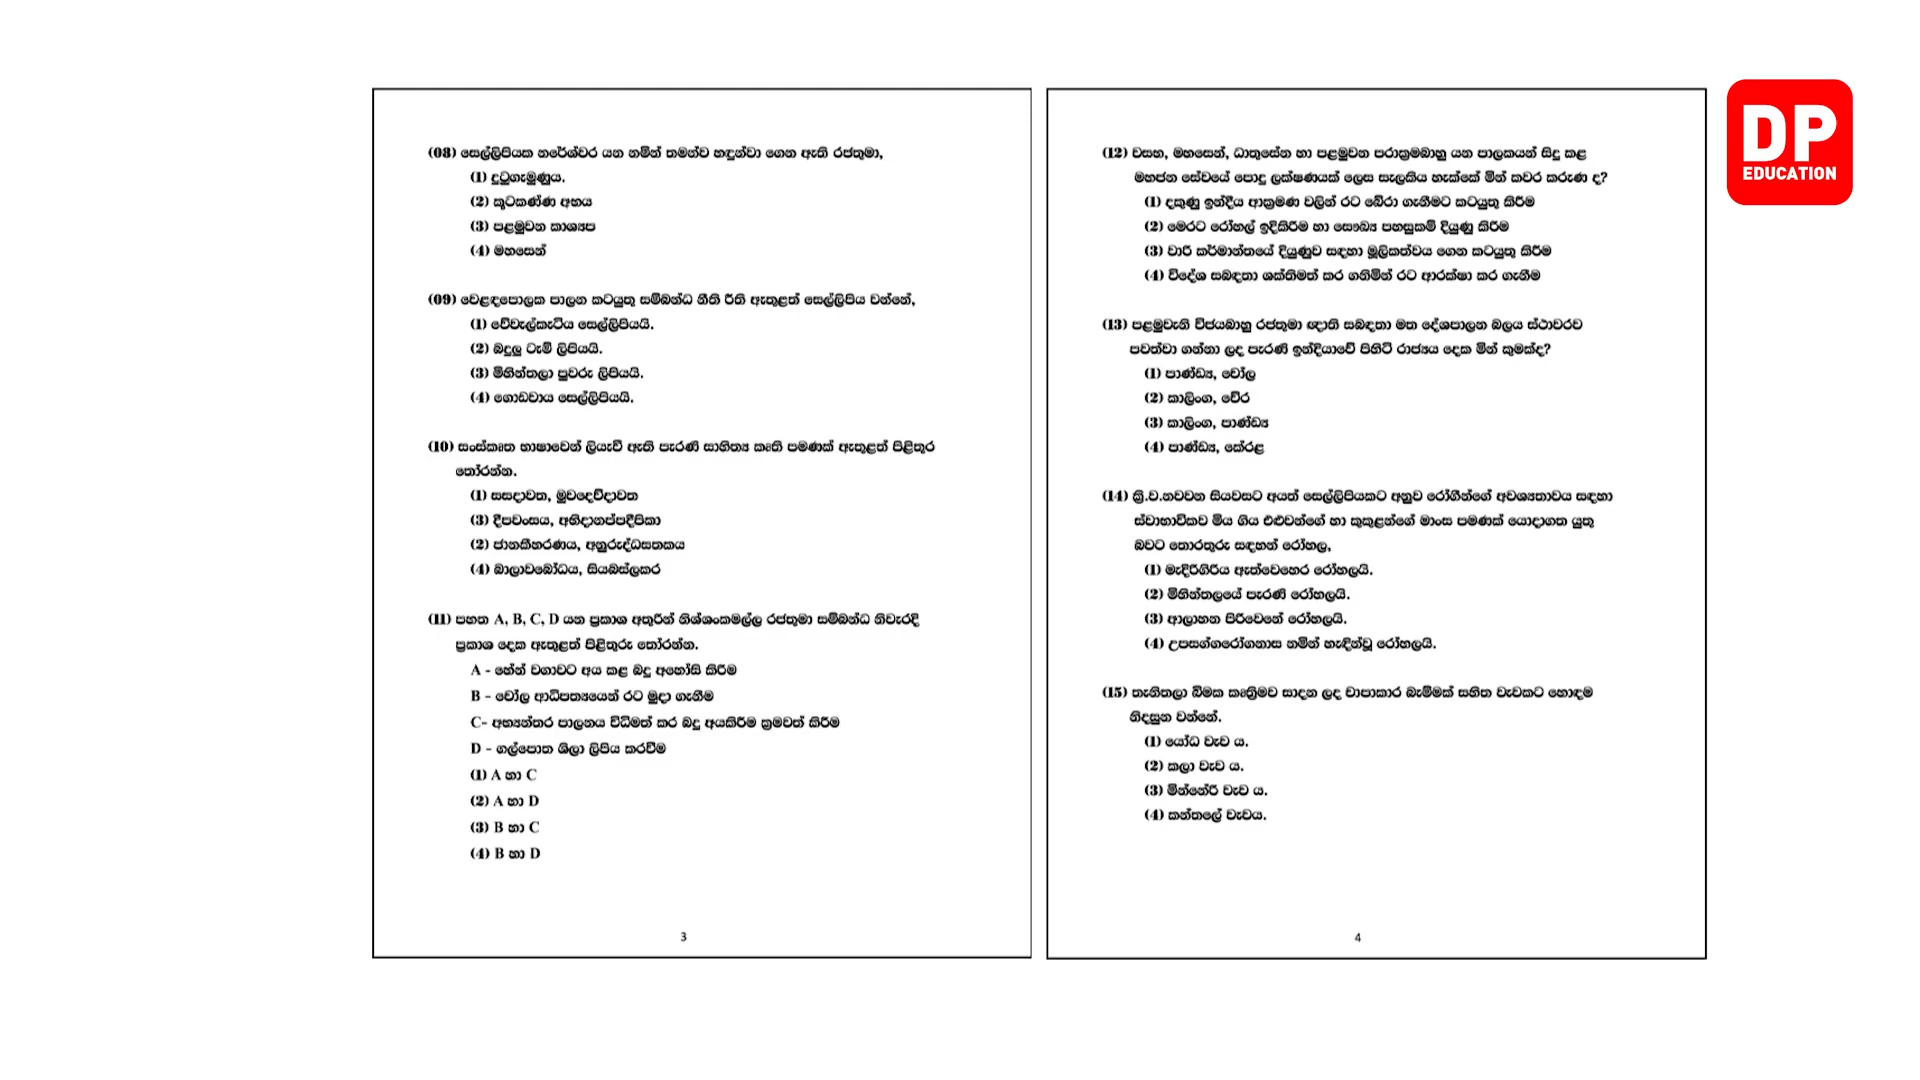 (08) සෙල්ලිපියක නරේශ්වර යන නමින් තමන්ව හඳුන්වා ගෙන ඇති රජතුමා,
(1) දුටුගැමුණුය.
(2) කූටකණ්ණ අභය
(3) පළමුවන කාශ්‍යප
(4) මහසෙන්
(09) වෙළඳපොලක පාලන කටයුතු සම්බන්ධ නීති රීති ඇතුළත් සෙල්ලිපිය වන්නේ,
(1) වේවැල්කැටිය සෙල්ලිපියයි.
(2) බදුලු ටැම් ලිපියයි.
(3) මිහින්තලා පුවරු ලිපියයි.
(4) ගොඩවාය සෙල්ලිපියයි.
(10) සංස්කෘත භාෂාවෙන් ලියැවී ඇති පැරණි සාහිත්‍ය කෘති පමණක් ඇතුළත් පිළිතුර
තෝරන්න.
(1) සසදාවත, මුවදෙව්දාවත
(3) දීපවංසය, අභිදානප්පදීපිකා
(2) ජානකීහරණය, අනුරුද්ධසතකය
(4) බාලාවබෝධය, සියබස්ලකර
(11) පහත A, B, C, D යන ප්‍රකාශ අතුරින් නිශ්ශංකමල්ල රජතුමා සම්බන්ධ නිවැරදි
ප්‍රකාශ දෙක ඇතුළත් පිළිතුරු තෝරන්න.
A - හේන් වගාවට අය කළ බදු අහෝසි කිරීම
B - චෝල ආධිපත්‍යයෙන් රට මුදා ගැනීම
C- අභ්‍යන්තර පාලනය විධිමත් කර බදු අයකිරීම ක්‍රමවත් කිරීම
D - ගල්පොත ශිලා ලිපිය කරවීම
(1) A හා C
(2) A හා D
(3) B හා C
(4) B හා D
3
(12) වසභ, මහසෙන්, ධාතුසේන හා පළමුවන පරාක්‍රමබාහු යන පාලකයන් සිදු කළ
මහජන සේවයේ පොදු ලක්ෂණයක් ලෙස සැලකිය හැක්කේ මින් කවර කරුණ ද?
(1) දකුණු ඉන්දීය ආක්‍රමණ වලින් රට බේරා ගැනීමට කටයුතු කිරීම
(2) මෙරට රෝහල් ඉදිකිරීම හා සෞඛ්‍ය පහසුකම් දියුණු කිරීම
(3) වාරි කර්මාන්තයේ දියුණුව සඳහා මූලිකත්වය ගෙන කටයුතු කිරීම
(4) විදේශ සබඳතා ශක්තිමත් කර ගනිමින් රට ආරක්ෂා කර ගැනීම
(13) පළමුවැනි විජයබාහු රජතුමා ඥාති සබඳතා මත දේශපාලන බලය ස්ථාවරව
පවත්වා ගන්නා ලද පැරණි ඉන්දියාවේ පිහිටි රාජ්‍යය දෙක මින් කුමක්ද?
(1) පාණ්ඩ්‍ය, චෝල
(2) කාලිංග, චේර
(3) කාලිංග, පාණ්ඩ්‍ය
(4) පාණ්ඩ්‍ය, කේරළ
(14) ක්‍රි.ව.නවවන සියවසට අයත් සෙල්ලිපියකට අනුව රෝගීන්ගේ අවශ්‍යතාවය සඳහා
ස්වාභාවිකව මිය ගිය එළුවන්ගේ හා කුකුළන්ගේ මාංස පමණක් යොදාගත යුතු
බවට තොරතුරු සඳහන් රෝහල,
(1) මැදිරිගිරිය ඇත්වෙහෙර රෝහලයි.
(2) මිහින්තලයේ පැරණි රෝහලයි.
(3) ආලාහන පිරිවෙනේ රෝහලයි.
(4) උපසග්ගරෝගනාස නමින් හැඳින්වූ රෝහලයි.
(15) තැනිතලා බිමක කෘත්‍රිමව සාදන ලද චාපාකාර බැම්මක් සහිත වැවකට හොඳම
නිදසුන වන්නේ.
(1) යෝධ වැව ය.
(2) කලා වැව ය.
(3) මින්නේරි වැව ය.
(4) කන්තලේ වැවය.
4
DP
EDUCATION